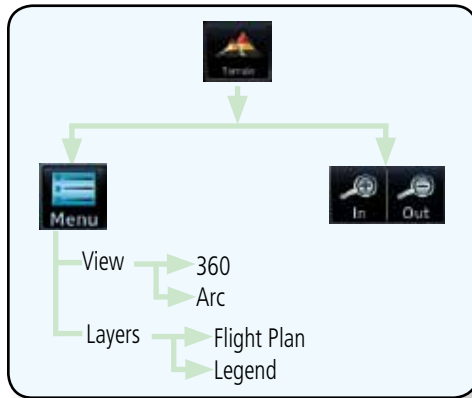 Terrain
Menu
In Out
View
360
Arc
Layers
Flight Plan
Legend